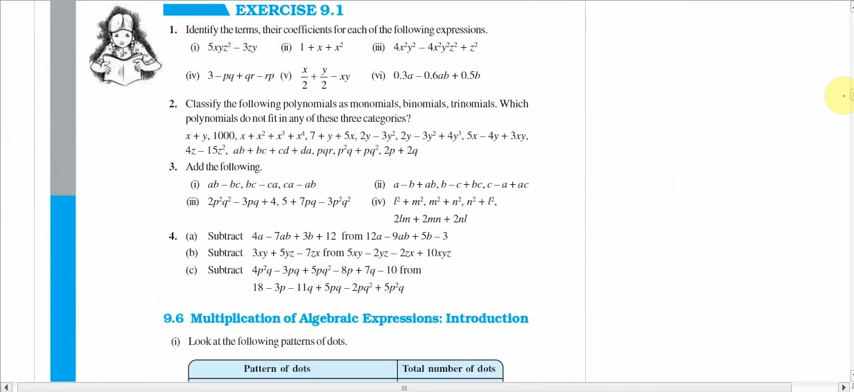 EXERCISE 9.1
1. Identify the terms, their coefficients for each of the following expressions.
(i) 5xyz² – 3zy (ii) 1 + x + x² (iii) 4x²y² – 4x²y²z² + z²
(iv) 3 – pq + qr – rp (v) x/2 + y/2 – xy (vi) 0.3a – 0.6ab + 0.5b
2. Classify the following polynomials as monomials, binomials, trinomials. Which
polynomials do not fit in any of these three categories?
x + y, 1000, x + x² + x³ + x⁴, 7 + y + 5x, 2y – 3y², 2y – 3y² + 4y³, 5x – 4y + 3xy,
4z – 15z², ab + bc + cd + da, pqr, p²q + pq², 2p + 2q
3. Add the following.
(i) ab – bc, bc – ca, ca – ab (ii) a – b + ab, b – c + bc, c – a + ac
(iii) 2p²q² – 3pq + 4, 5 + 7pq – 3p²q² (iv) l² + m², m² + n², n² + l²,
2lm + 2mn + 2nl
4. (a) Subtract 4a – 7ab + 3b + 12 from 12a – 9ab + 5b – 3
(b) Subtract 3xy + 5yz – 7zx from 5xy – 2yz – 2zx + 10xyz
(c) Subtract 4p²q – 3pq + 5pq² – 8p + 7q – 10 from
18 – 3p – 11q + 5pq – 2pq² + 5p²q
9.6 Multiplication of Algebraic Expressions: Introduction
(i) Look at the following patterns of dots.
Pattern of dots Total number of dots